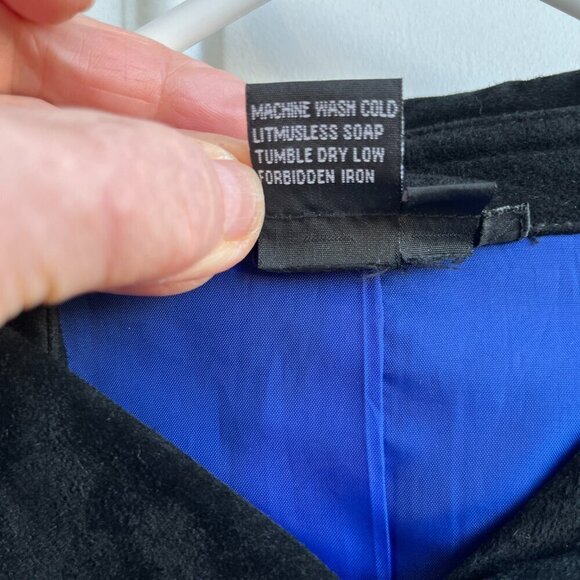 MACHINE WASH COLD
LITMUSLESS SOAP
TUMBLE DRY LOW
FORBIDDEN IRON